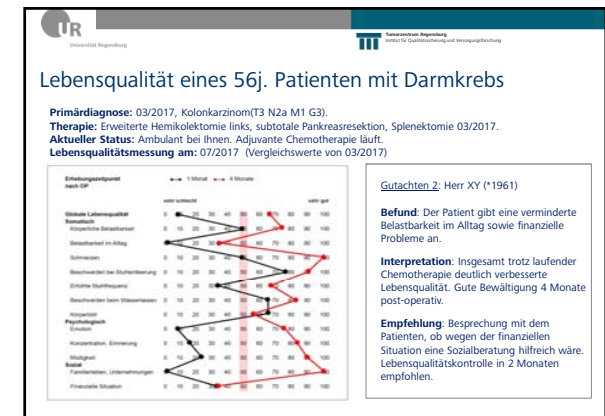 UR
Universität Regensburg
Tumorzentrum Regensburg
Institut für Qualitätssicherung und Versorgungsforschung
Lebensqualität eines 56j. Patienten mit Darmkrebs
Primärdiagnose: 03/2017, Kolonkarzinom(T3 N2a M1 G3).
Therapie: Erweiterte Hemikolektomie links, subtotale Pankreasresektion, Splenektomie 03/2017.
Aktueller Status: Ambulant bei Ihnen. Adjuvante Chemotherapie läuft.
Lebensqualitätsmessung am: 07/2017 (Vergleichswerte von 03/2017)
Erhebungszeitpunkt
nach OP
1 Monat
4 Monate
sehr schlecht
sehr gut
Globale Lebensqualität
Somatisch
Körperliche Belastbarkeit
Belastbarkeit im Alltag
Schmerzen
Beschwerden bei Stuhlentleerung
Erhöhte Stuhlfrequenz
Beschwerden beim Wasserlassen
Körperbild
Psychologisch
Emotion
Konzentration, Erinnerung
Müdigkeit
Sozial
Familienleben, Unternehmungen
Finanzielle Situation
Gutachten 2: Herr XY (*1961)
Befund: Der Patient gibt eine verminderte
Belastbarkeit im Alltag sowie finanzielle
Probleme an.
Interpretation: Insgesamt trotz laufender
Chemotherapie deutlich verbesserte
Lebensqualität. Gute Bewältigung 4 Monate
post-operativ.
Empfehlung: Besprechung mit dem
Patienten, ob wegen der finanziellen
Situation eine Sozialberatung hilfreich wäre.
Lebensqualitätskontrolle in 2 Monaten
empfohlen.